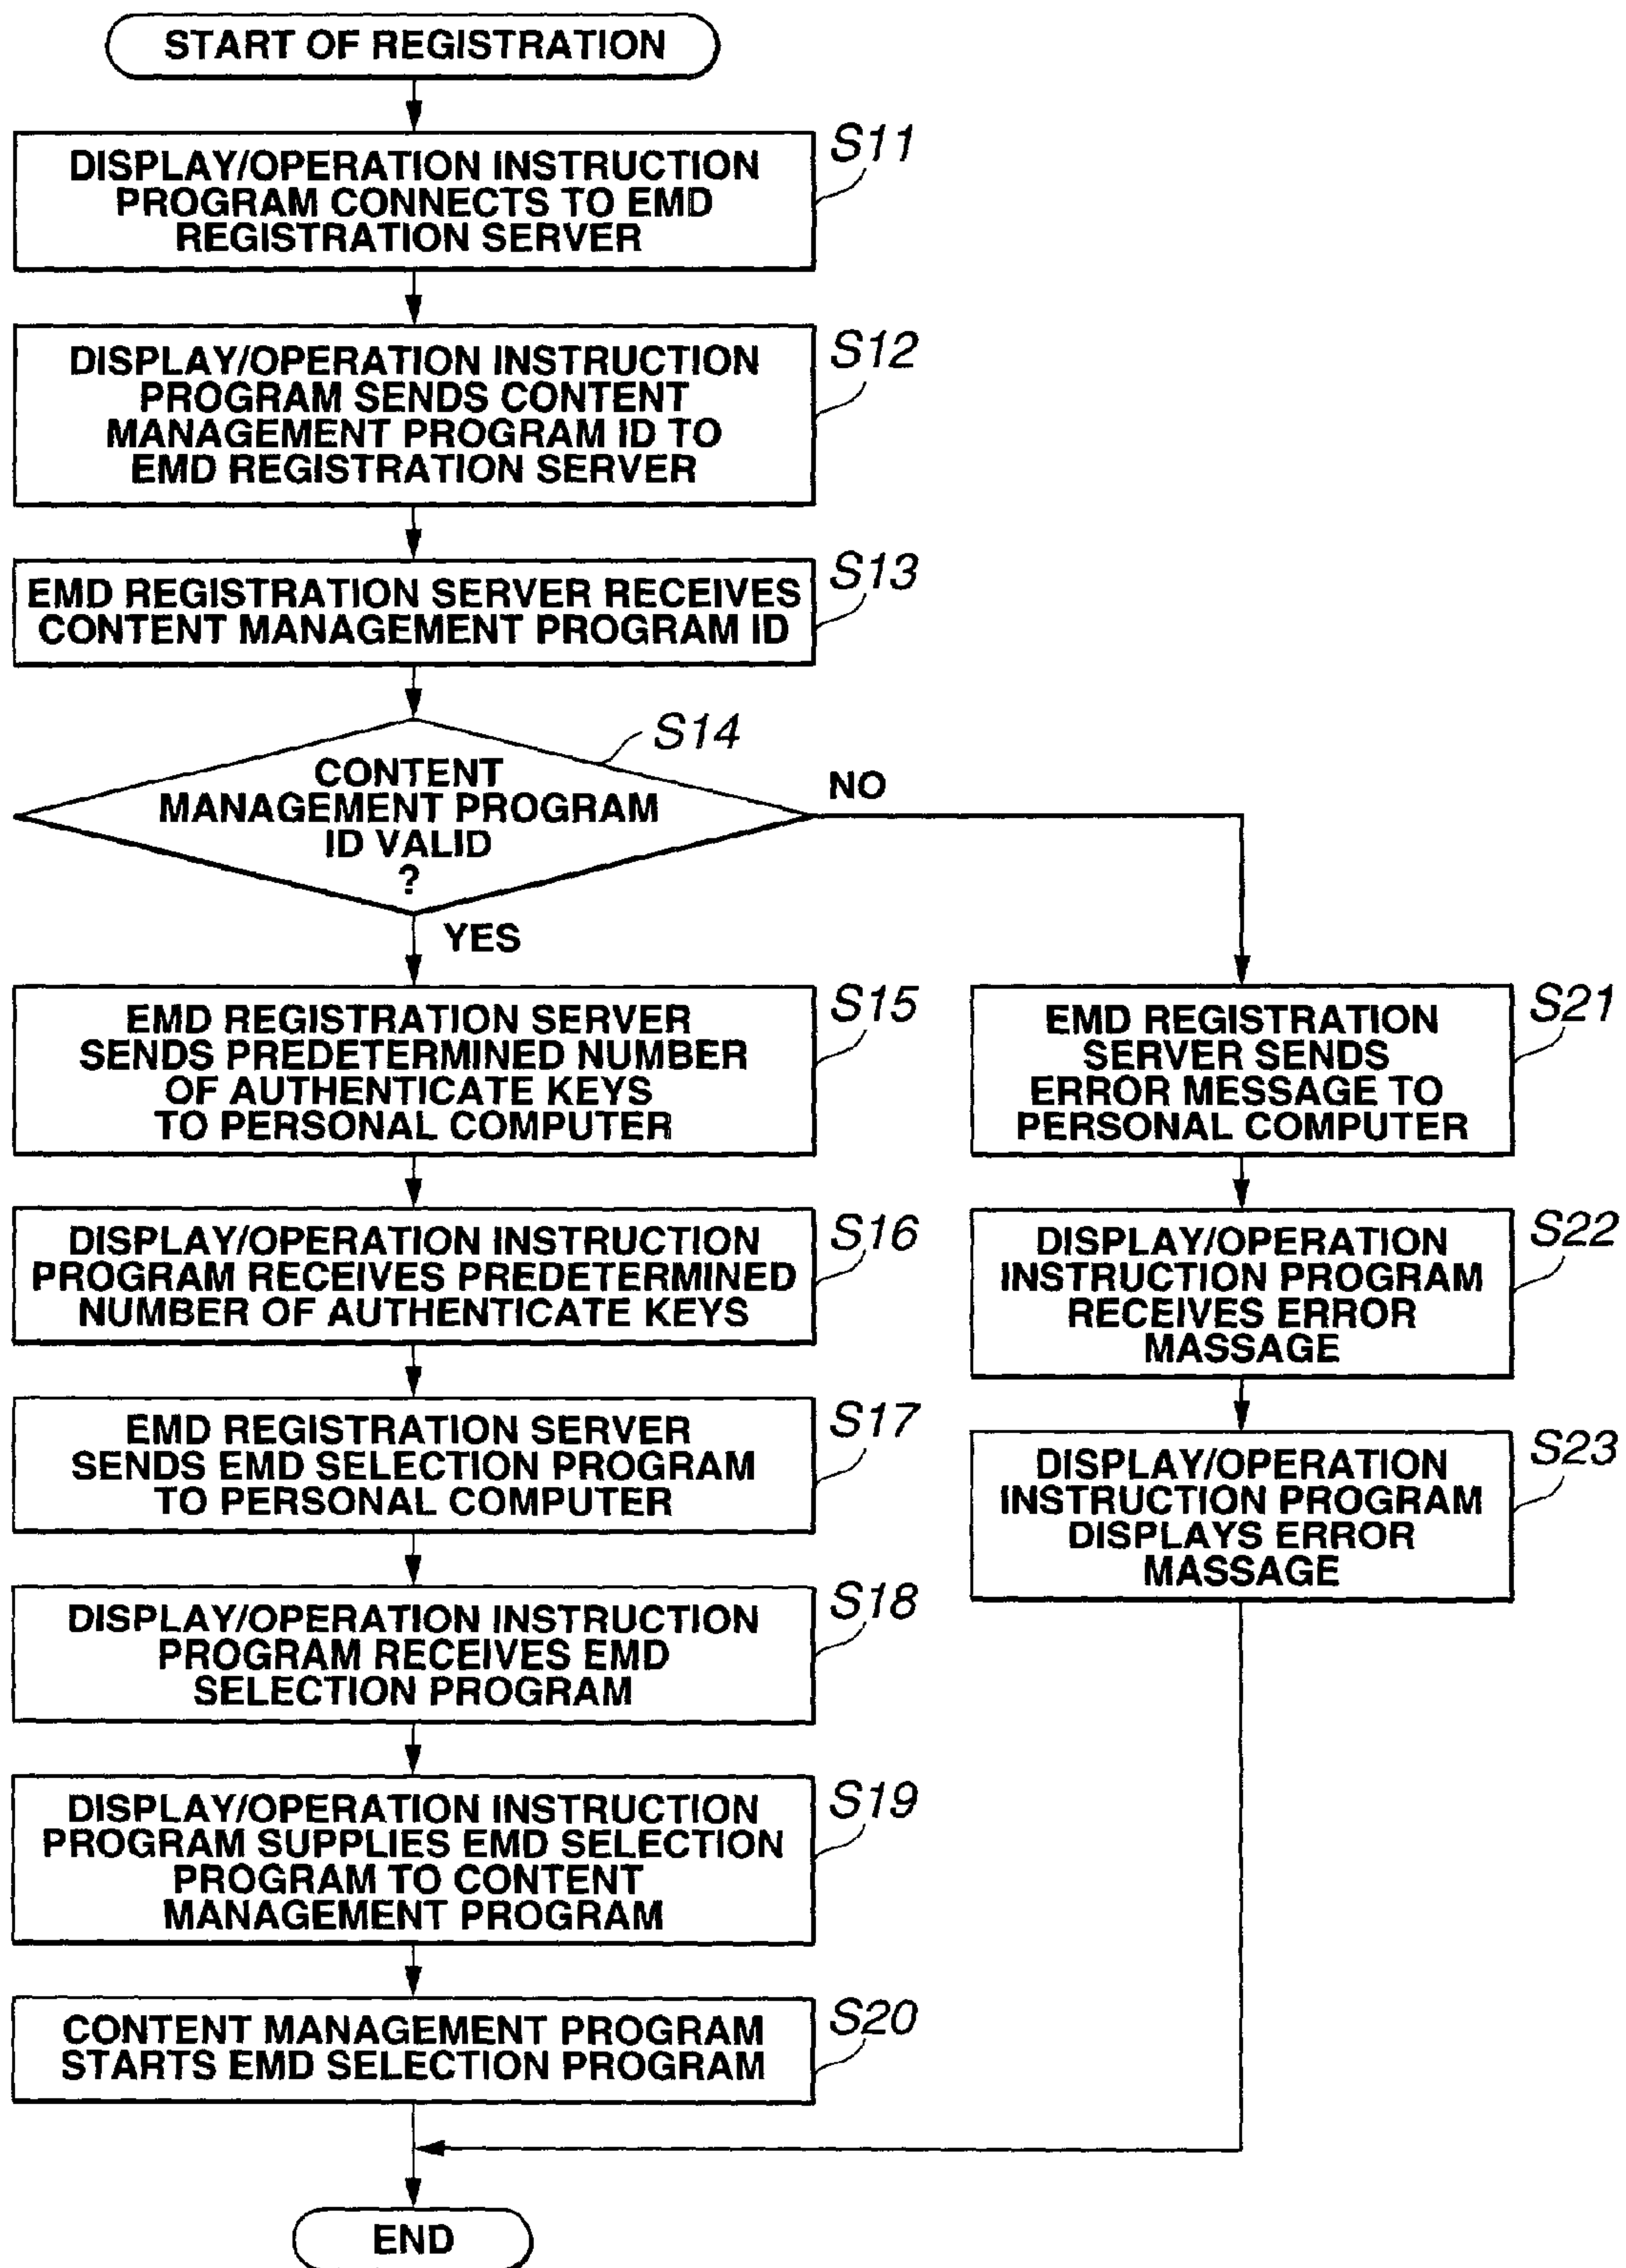 START OF REGISTRATION
S11
DISPLAY/OPERATION INSTRUCTION
PROGRAM CONNECTS TO EMD
REGISTRATION SERVER
S12
DISPLAY/OPERATION INSTRUCTION
PROGRAM SENDS CONTENT
MANAGEMENT PROGRAM ID TO
EMD REGISTRATION SERVER
S13
EMD REGISTRATION SERVER RECEIVES
CONTENT MANAGEMENT PROGRAM ID
S14
CONTENT
MANAGEMENT PROGRAM
ID VALID
?
NO
YES
S15
EMD REGISTRATION SERVER
SENDS PREDETERMINED NUMBER
OF AUTHENTICATE KEYS
TO PERSONAL COMPUTER
S16
DISPLAY/OPERATION INSTRUCTION
PROGRAM RECEIVES PREDETERMINED
NUMBER OF AUTHENTICATE KEYS
S17
EMD REGISTRATION SERVER
SENDS EMD SELECTION PROGRAM
TO PERSONAL COMPUTER
S18
DISPLAY/OPERATION INSTRUCTION
PROGRAM RECEIVES EMD
SELECTION PROGRAM
S19
DISPLAY/OPERATION INSTRUCTION
PROGRAM SUPPLIES EMD SELECTION
PROGRAM TO CONTENT
MANAGEMENT PROGRAM
S20
CONTENT MANAGEMENT PROGRAM
STARTS EMD SELECTION PROGRAM
S21
EMD REGISTRATION
SERVER SENDS
ERROR MESSAGE TO
PERSONAL COMPUTER
S22
DISPLAY/OPERATION
INSTRUCTION PROGRAM
RECEIVES ERROR
MASSAGE
S23
DISPLAY/OPERATION
INSTRUCTION PROGRAM
DISPLAYS ERROR
MASSAGE
END